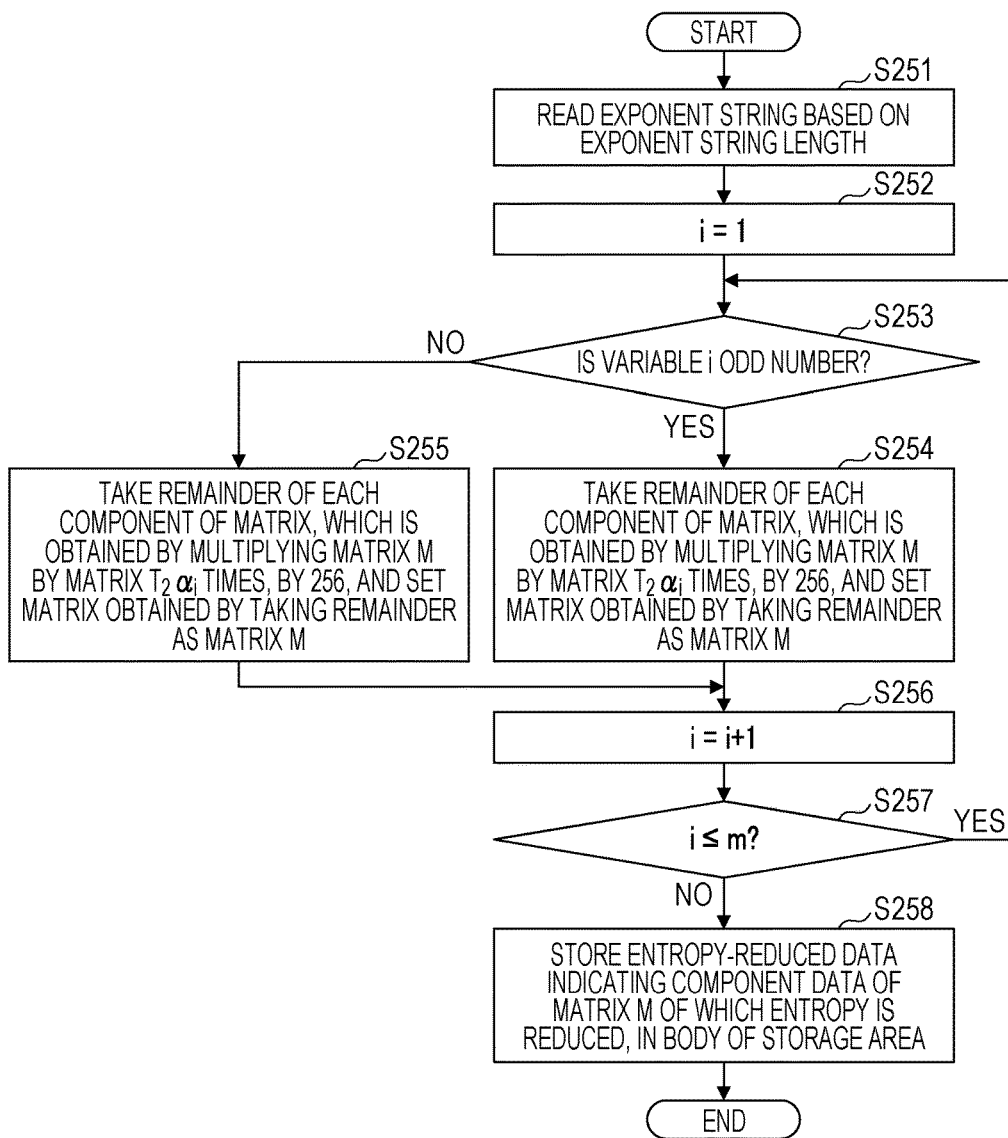 START
S251
READ EXPONENT STRING BASED ON
EXPONENT STRING LENGTH
S252
i = 1
S253
NO
IS VARIABLE i ODD NUMBER?
YES
S255
TAKE REMAINDER OF EACH
COMPONENT OF MATRIX, WHICH IS
OBTAINED BY MULTIPLYING MATRIX M
BY MATRIX T₂ αᵢ TIMES, BY 256, AND SET
MATRIX OBTAINED BY TAKING REMAINDER
AS MATRIX M
S254
TAKE REMAINDER OF EACH
COMPONENT OF MATRIX, WHICH IS
OBTAINED BY MULTIPLYING MATRIX M
BY MATRIX T₂ αᵢ TIMES, BY 256, AND SET
MATRIX OBTAINED BY TAKING REMAINDER
AS MATRIX M
S256
i = i+1
S257
YES
i ≤ m?
NO
S258
STORE ENTROPY-REDUCED DATA
INDICATING COMPONENT DATA OF
MATRIX M OF WHICH ENTROPY IS
REDUCED, IN BODY OF STORAGE AREA
END